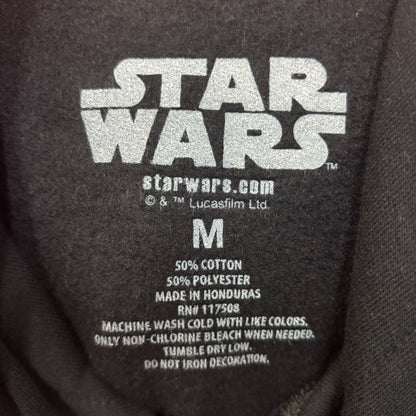 STAR
WARS™
starwars.com
© & ™ Lucasfilm Ltd.
M
50% COTTON
50% POLYESTER
MADE IN HONDURAS
RN# 117508
MACHINE WASH COLD WITH LIKE COLORS.
ONLY NON-CHLORINE BLEACH WHEN NEEDED.
TUMBLE DRY LOW.
DO NOT IRON DECORATION.